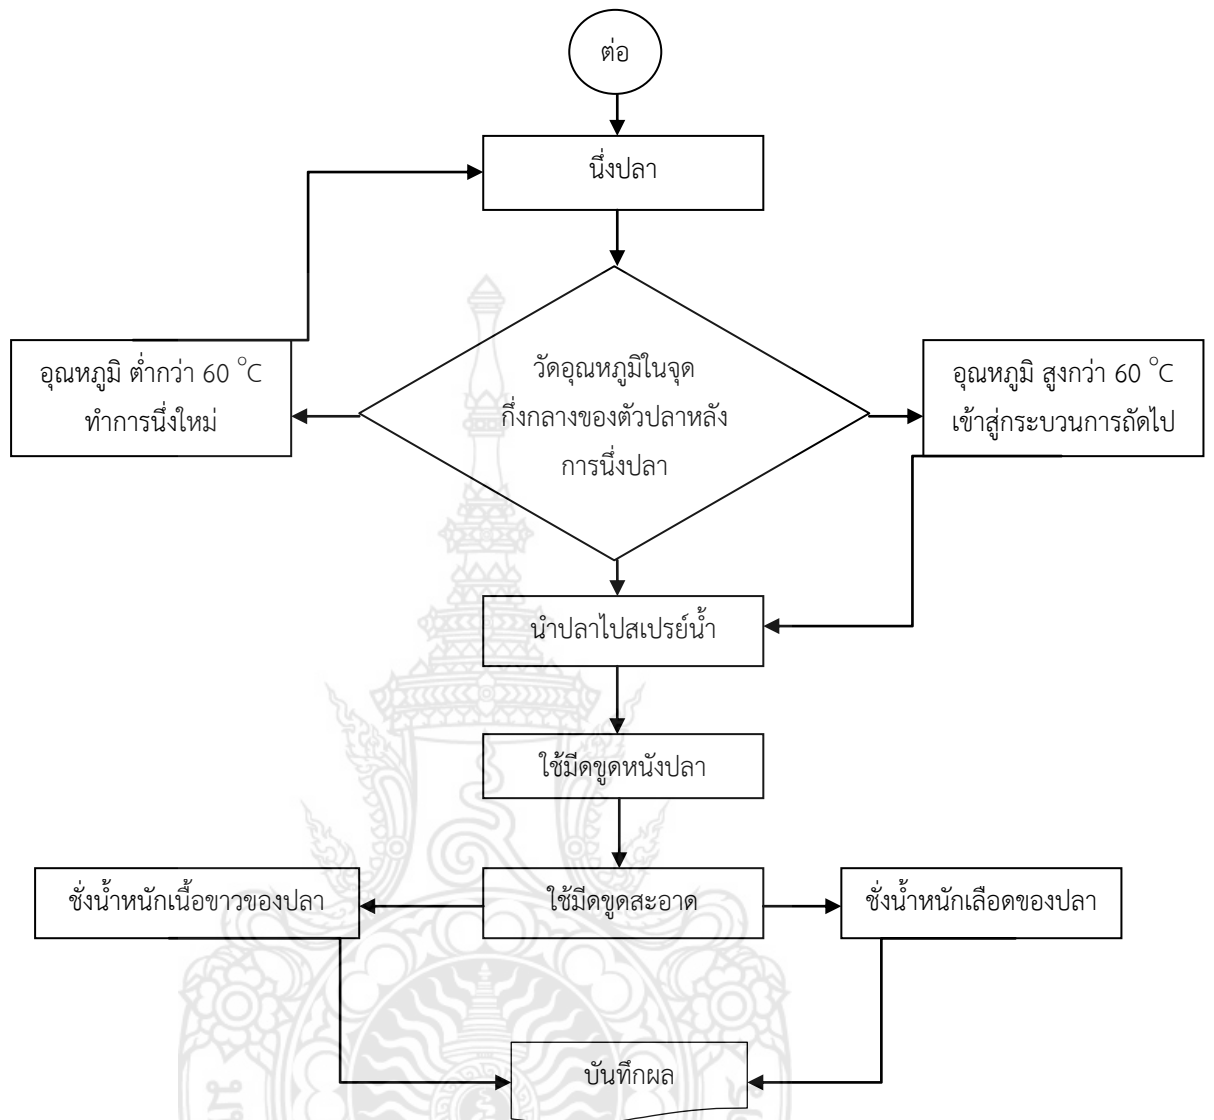 ต่อ
นึ่งปลา
อุณหภูมิ ต่ำกว่า 60 °C
ทำการนึ่งใหม่
วัดอุณหภูมิในจุด
กึ่งกลางของตัวปลาหลัง
การนึ่งปลา
อุณหภูมิ สูงกว่า 60 °C
เข้าสู่กระบวนการถัดไป
นำปลาไปสเปรย์น้ำ
ใช้มีดขูดหนังปลา
ชั่งน้ำหนักเนื้อขาวของปลา
ใช้มีดขูดสะอาด
ชั่งน้ำหนักเลือดของปลา
บันทึกผล